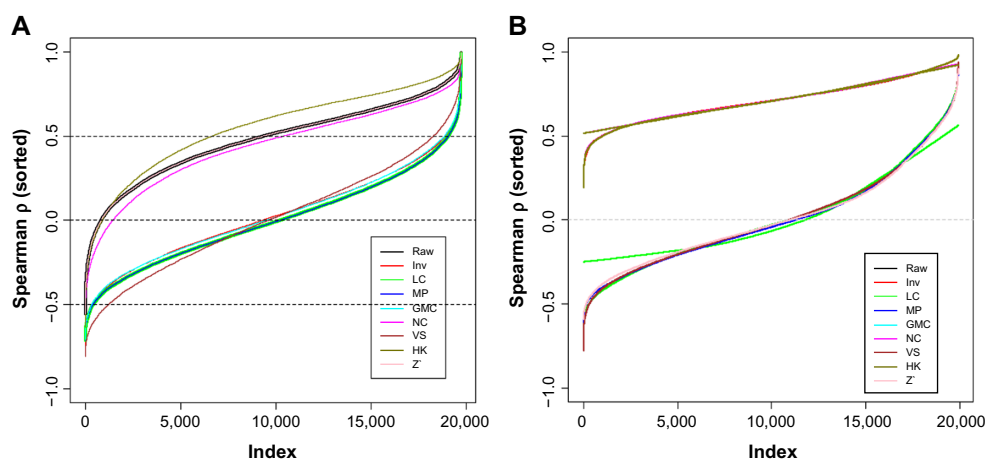 A
Spearman ρ (sorted)
1.0
0.5
0.0
−0.5
−1.0
Raw
Inv
LC
MP
GMC
NC
VS
HK
Z`
0
5,000
10,000
15,000
20,000
Index
B
Spearman ρ (sorted)
1.0
0.5
0.0
−0.5
−1.0
Raw
Inv
LC
MP
GMC
NC
VS
HK
Z`
0
5,000
10,000
15,000
20,000
Index